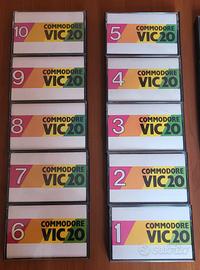 10 COMMODORE
VIC20
9 COMMODORE
VIC20
8 COMMODORE
VIC20
7 COMMODORE
VIC20
6 COMMODORE
VIC20
5 COMMODORE
VIC20
4 COMMODORE
VIC20
3 COMMODORE
VIC20
2 COMMODORE
VIC20
1 COMMODORE
VIC20